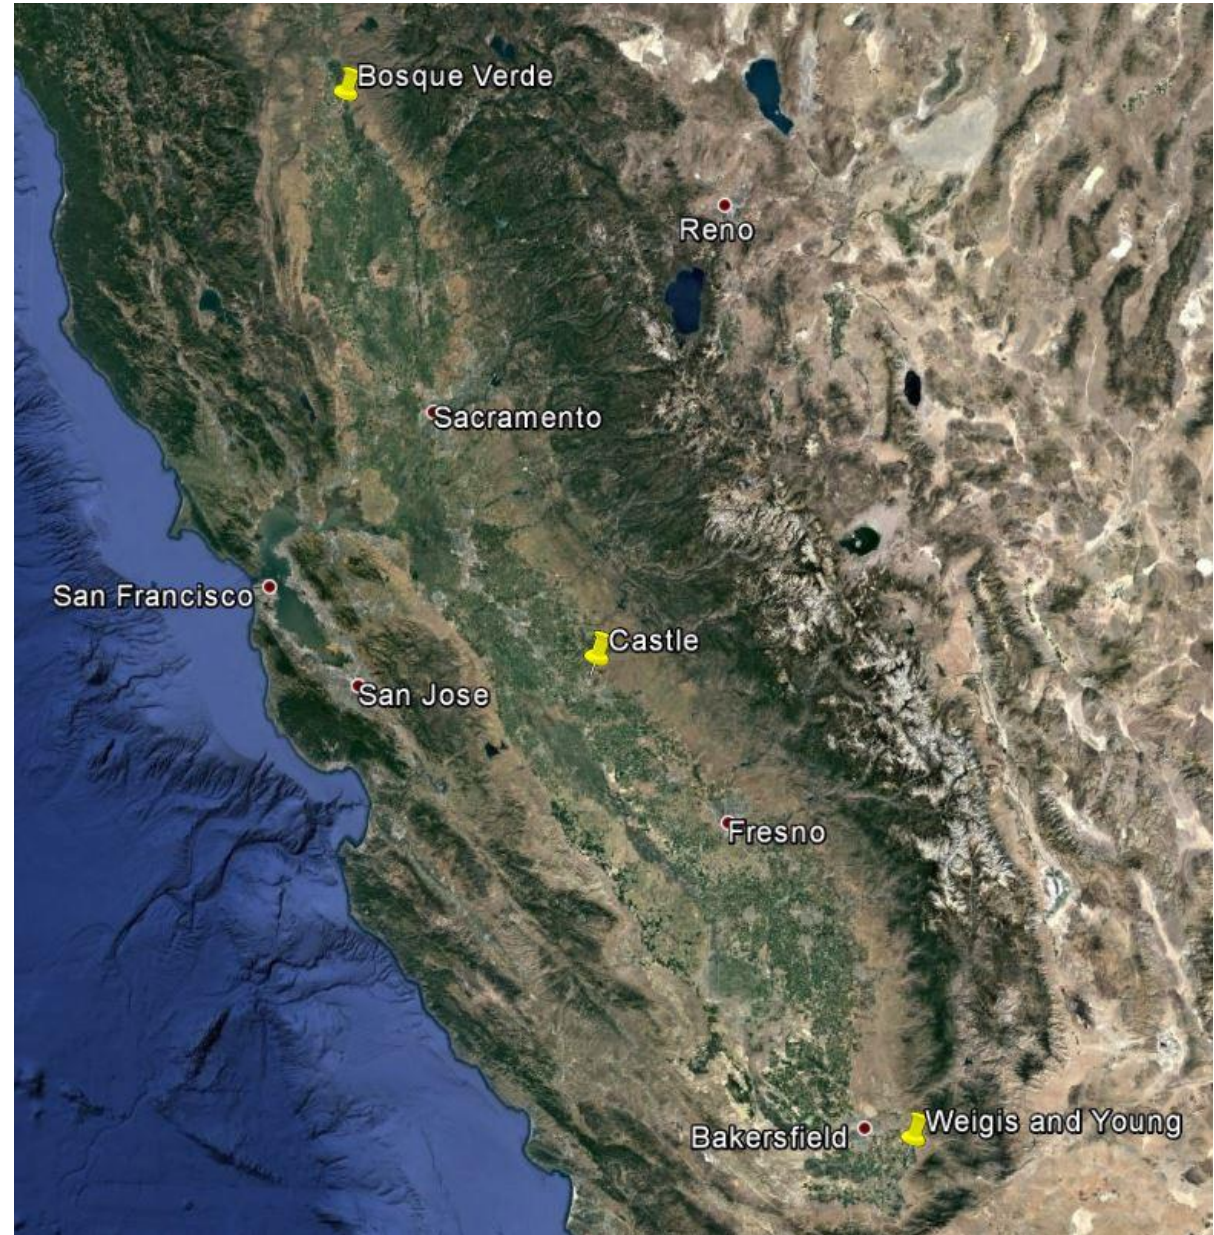 Bosque Verde
Reno
Sacramento
San Francisco
Castle
San Jose
Fresno
Weigis and Young
Bakersfield